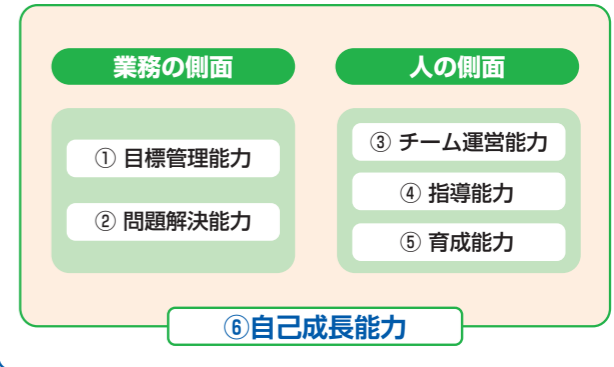 業務の側面
① 目標管理能力
② 問題解決能力
人の側面
③ チーム運営能力
④ 指導能力
⑤ 育成能力
⑥自己成長能力